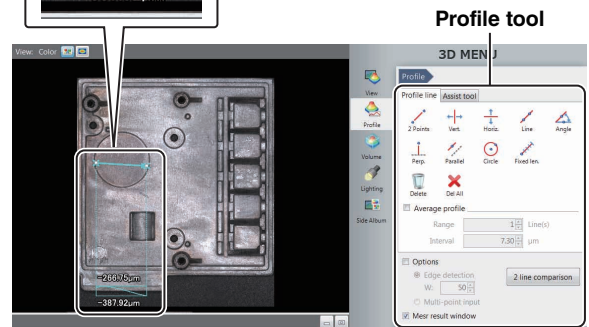 Profile tool
View: Color
3D MENU
View
Profile
Volume
Lighting
Side Album
Profile
Profile line Assist tool
2 Points Vert. Horiz. Line Angle
Perp. Parallel Circle Fixed len.
Delete Del All
Average profile
Range 1 Line(s)
Interval 7.30 µm
Options
Edge detection
W: 50
2 line comparison
Multi-point input
Mesr result window
-266.75µm
-387.92µm